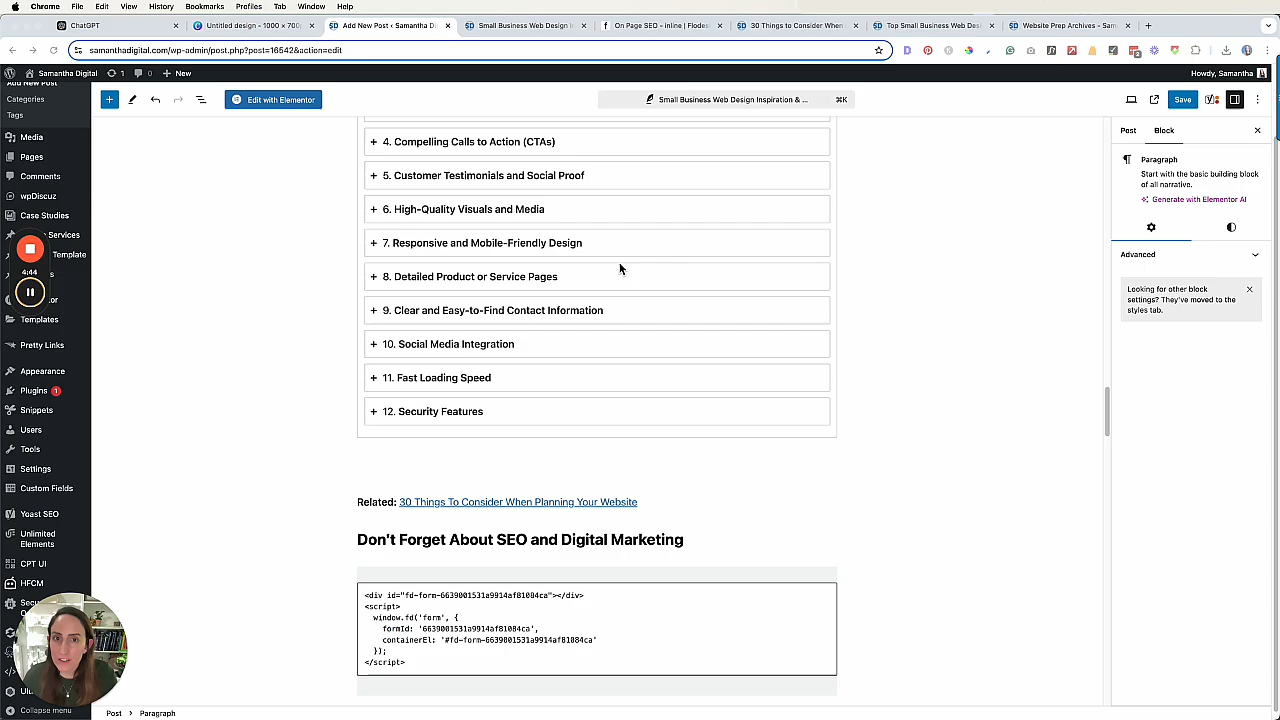 Chrome File Edit View History Bookmarks Profiles Tab Window Help
ChatGPT Untitled design - 1000 × 700 Add New Post ‹ Samantha D Small Business Web Design I On Page SEO - inline | Flodes 30 Things to Consider When Top Small Business Web Des Website Prep Archives - Sam
samanthadigital.com/wp-admin/post.php?post=16542&action=edit
Samantha Digital 1 0 New Howdy, Samantha
Add New Post
Categories
Tags
Media
Pages
Comments
wpDiscuz
Case Studies
Services
Template
Templates
Pretty Links
Appearance
Plugins 1
Snippets
Users
Tools
Settings
Custom Fields
Yoast SEO
Unlimited
Elements
CPT UI
HFCM
Collapse menu
4:44
Edit with Elementor Small Business Web Design Inspiration & ... ⌘K Save
+ 4. Compelling Calls to Action (CTAs)
+ 5. Customer Testimonials and Social Proof
+ 6. High-Quality Visuals and Media
+ 7. Responsive and Mobile-Friendly Design
+ 8. Detailed Product or Service Pages
+ 9. Clear and Easy-to-Find Contact Information
+ 10. Social Media Integration
+ 11. Fast Loading Speed
+ 12. Security Features
Related: 30 Things To Consider When Planning Your Website
Don't Forget About SEO and Digital Marketing
<div id="fd-form-6639001531a9914af81084ca"></div>
<script>
window.fd('form', {
formId: '6639001531a9914af81084ca',
containerEl: '#fd-form-6639001531a9914af81084ca'
});
</script>
Post Block
Paragraph
Start with the basic building block
of all narrative.
Generate with Elementor AI
Advanced
Looking for other block
settings? They've moved to the
styles tab.
Post › Paragraph